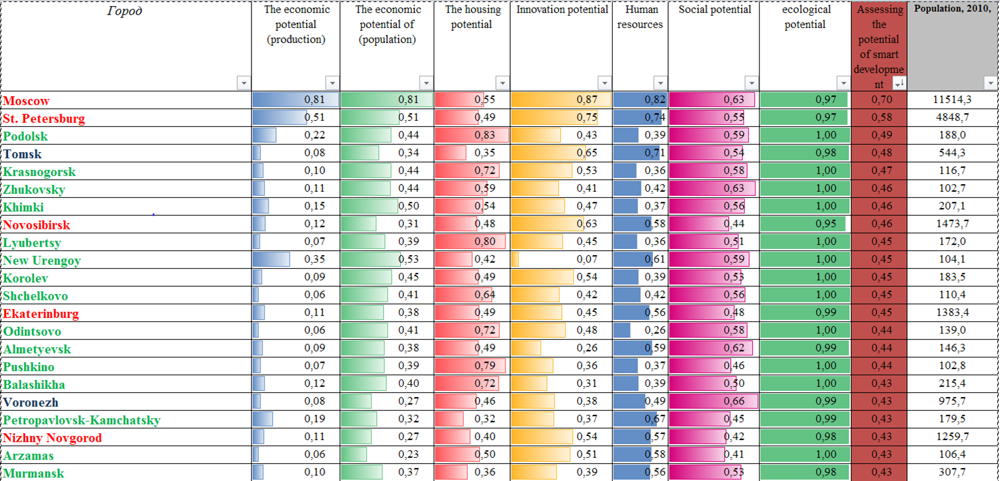 Город The economic potential (production) The economic potential of (population) The housing potential Innovation potential Human resources Social potential ecological potential Assessing the potential of smart developme nt Population, 2010,
Moscow 0,81 0,81 0,55 0,87 0,82 0,63 0,97 0,70 11514,3
St. Petersburg 0,51 0,51 0,49 0,75 0,74 0,55 0,97 0,58 4848,7
Podolsk 0,22 0,44 0,83 0,43 0,39 0,59 1,00 0,49 188,0
Tomsk 0,08 0,34 0,35 0,65 0,71 0,54 0,98 0,48 544,3
Krasnogorsk 0,10 0,44 0,72 0,53 0,36 0,58 1,00 0,47 116,7
Zhukovsky 0,11 0,44 0,59 0,41 0,42 0,63 1,00 0,46 102,7
Khimki 0,15 0,50 0,54 0,47 0,37 0,56 1,00 0,46 207,1
Novosibirsk 0,12 0,31 0,48 0,63 0,58 0,44 0,95 0,46 1473,7
Lyubertsy 0,07 0,39 0,80 0,45 0,36 0,51 1,00 0,45 172,0
New Urengoy 0,35 0,53 0,42 0,07 0,61 0,59 1,00 0,45 104,1
Korolev 0,09 0,45 0,49 0,54 0,39 0,53 1,00 0,45 183,5
Shchelkovo 0,06 0,41 0,64 0,42 0,42 0,56 1,00 0,45 110,4
Ekaterinburg 0,11 0,38 0,49 0,45 0,56 0,48 0,99 0,45 1383,4
Odintsovo 0,06 0,41 0,72 0,48 0,26 0,58 1,00 0,44 139,0
Almetyevsk 0,09 0,38 0,49 0,26 0,59 0,62 0,99 0,44 146,3
Pushkino 0,07 0,39 0,79 0,36 0,37 0,46 1,00 0,44 102,8
Balashikha 0,12 0,40 0,72 0,31 0,39 0,50 1,00 0,43 215,4
Voronezh 0,08 0,27 0,46 0,38 0,49 0,66 0,99 0,43 975,7
Petropavlovsk-Kamchatsky 0,19 0,32 0,32 0,37 0,67 0,45 0,99 0,43 179,5
Nizhny Novgorod 0,11 0,27 0,40 0,54 0,57 0,42 0,98 0,43 1259,7
Arzamas 0,06 0,23 0,50 0,51 0,58 0,41 1,00 0,43 106,4
Murmansk 0,10 0,37 0,36 0,39 0,56 0,53 0,98 0,43 307,7